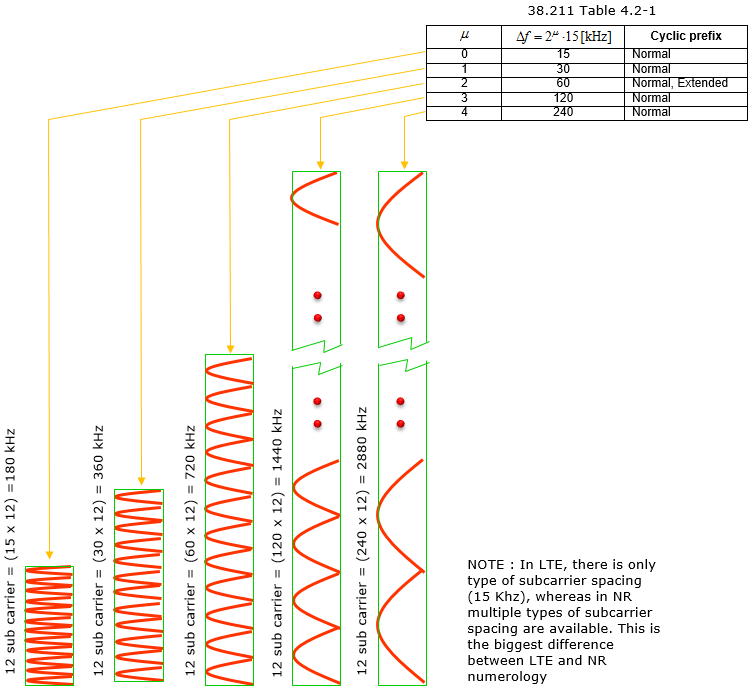 38.211 Table 4.2-1
μ Δf = 2^μ · 15 [kHz] Cyclic prefix
0 15 Normal
1 30 Normal
2 60 Normal, Extended
3 120 Normal
4 240 Normal
12 sub carrier = (15 x 12) =180 kHz
12 sub carrier = (30 x 12) = 360 kHz
12 sub carrier = (60 x 12) = 720 kHz
12 sub carrier = (120 x 12) = 1440 kHz
12 sub carrier = (240 x 12) = 2880 kHz
NOTE : In LTE, there is only
type of subcarrier spacing
(15 Khz), whereas in NR
multiple types of subcarrier
spacing are available. This is
the biggest difference
between LTE and NR
numerology